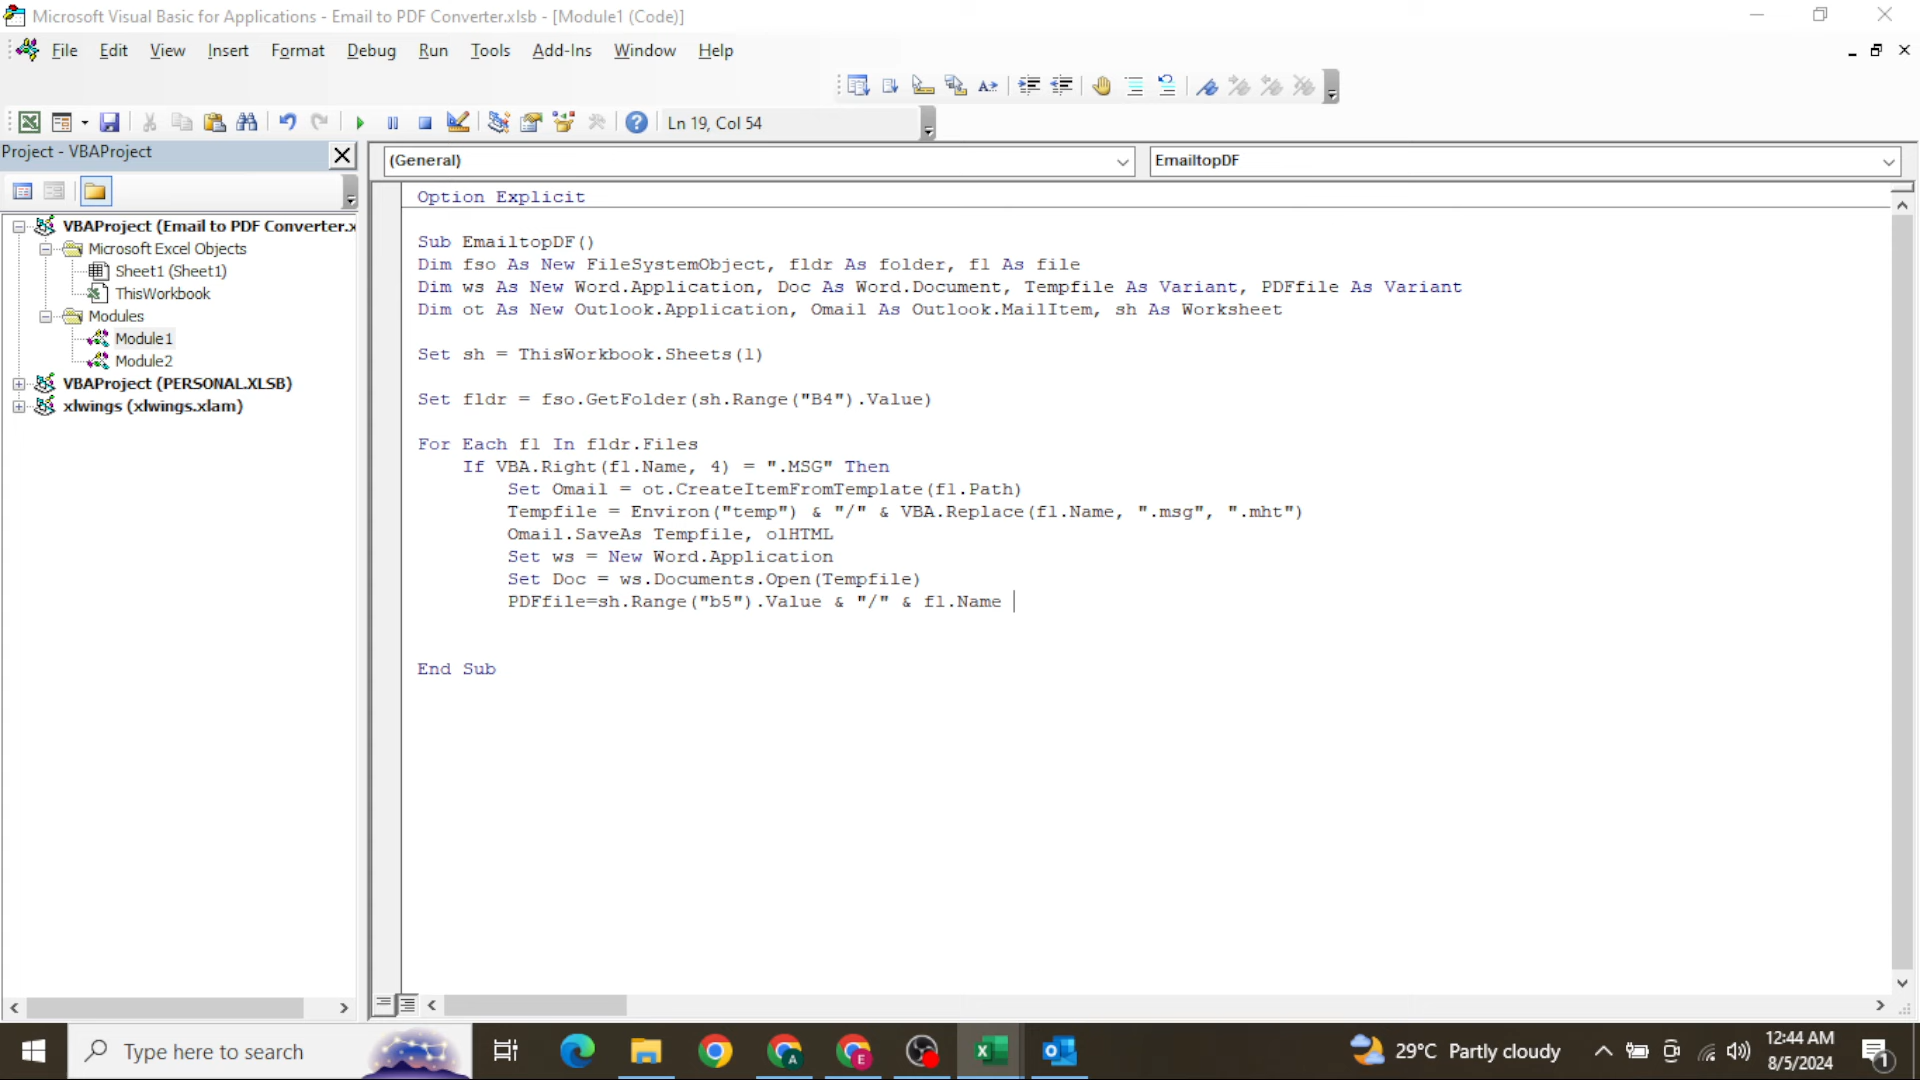 Microsoft Visual Basic for Applications - Email to PDF Converter.xlsb - [Module1 (Code)]
File Edit View Insert Format Debug Run Tools Add-Ins Window Help
Ln 19, Col 54
Project - VBAProject
(General)
EmailtopDF
VBAProject (Email to PDF Converter.x
Microsoft Excel Objects
Sheet1 (Sheet1)
ThisWorkbook
Modules
Module1
Module2
VBAProject (PERSONAL.XLSB)
xlwings (xlwings.xlam)
Option Explicit
Sub EmailtopDF()
Dim fso As New FileSystemObject, fldr As folder, fl As file
Dim ws As New Word.Application, Doc As Word.Document, Tempfile As Variant, PDFfile As Variant
Dim ot As New Outlook.Application, Omail As Outlook.MailItem, sh As Worksheet
Set sh = ThisWorkbook.Sheets(1)
Set fldr = fso.GetFolder(sh.Range("B4").Value)
For Each fl In fldr.Files
If VBA.Right(fl.Name, 4) = ".MSG" Then
Set Omail = ot.CreateItemFromTemplate(fl.Path)
Tempfile = Environ("temp") & "/" & VBA.Replace(fl.Name, ".msg", ".mht")
Omail.SaveAs Tempfile, olHTML
Set ws = New Word.Application
Set Doc = ws.Documents.Open(Tempfile)
PDFfile=sh.Range("b5").Value & "/" & fl.Name
End Sub
Type here to search
A
E
29°C Partly cloudy
12:44 AM
8/5/2024
1